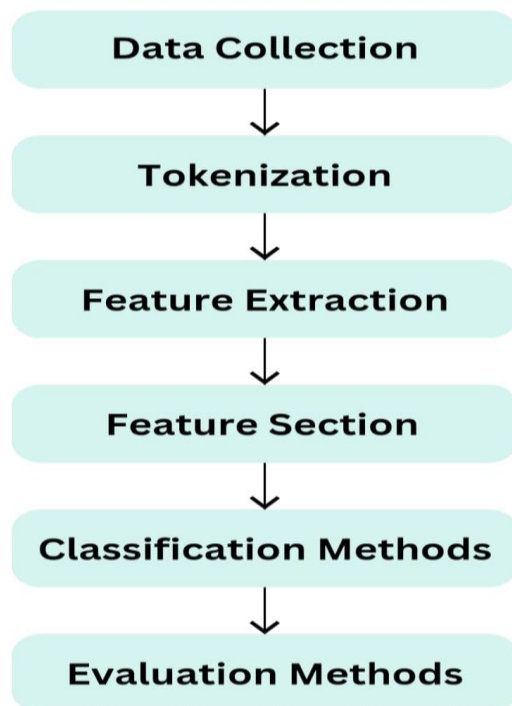 Data Collection
Tokenization
Feature Extraction
Feature Section
Classification Methods
Evaluation Methods